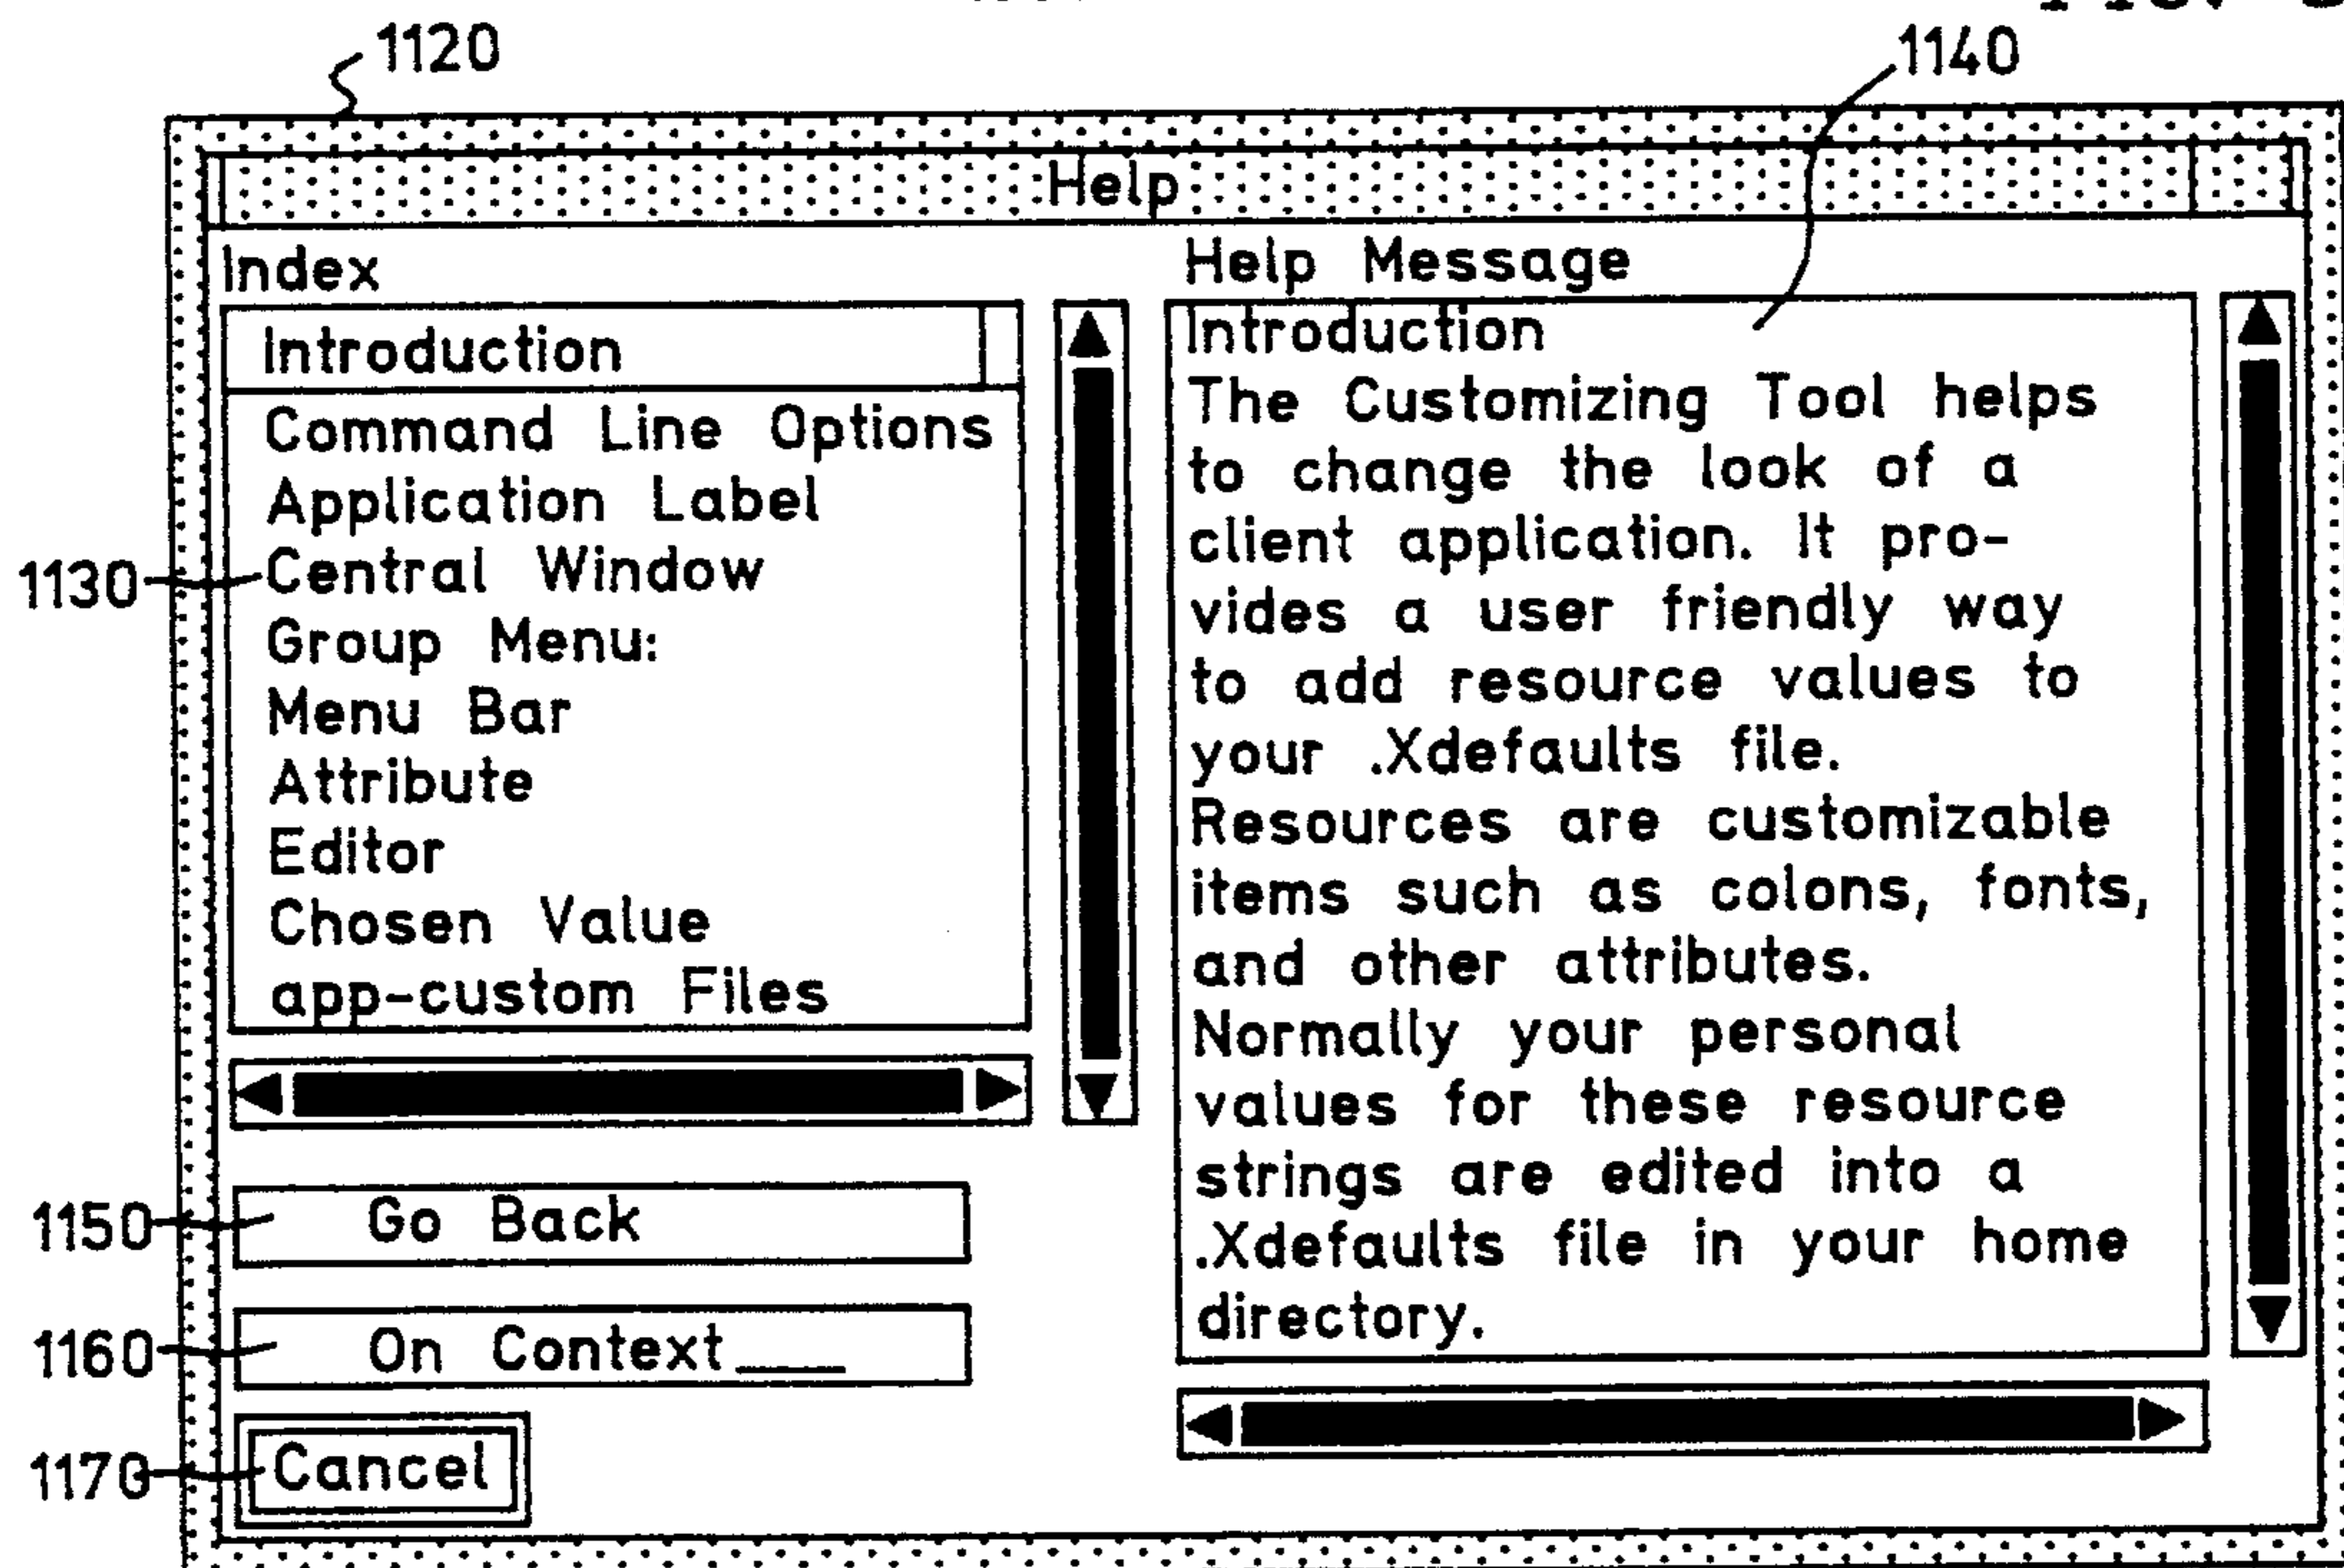 1120
1140
Help
Index
Introduction
Command Line Options
Application Label
1130
Central Window
Group Menu:
Menu Bar
Attribute
Editor
Chosen Value
app-custom Files
1150
Go Back
1160
On Context
1170
Cancel
Help Message
Introduction
The Customizing Tool helps
to change the look of a
client application. It pro-
vides a user friendly way
to add resource values to
your .Xdefaults file.
Resources are customizable
items such as colons, fonts,
and other attributes.
Normally your personal
values for these resource
strings are edited into a
.Xdefaults file in your home
directory.